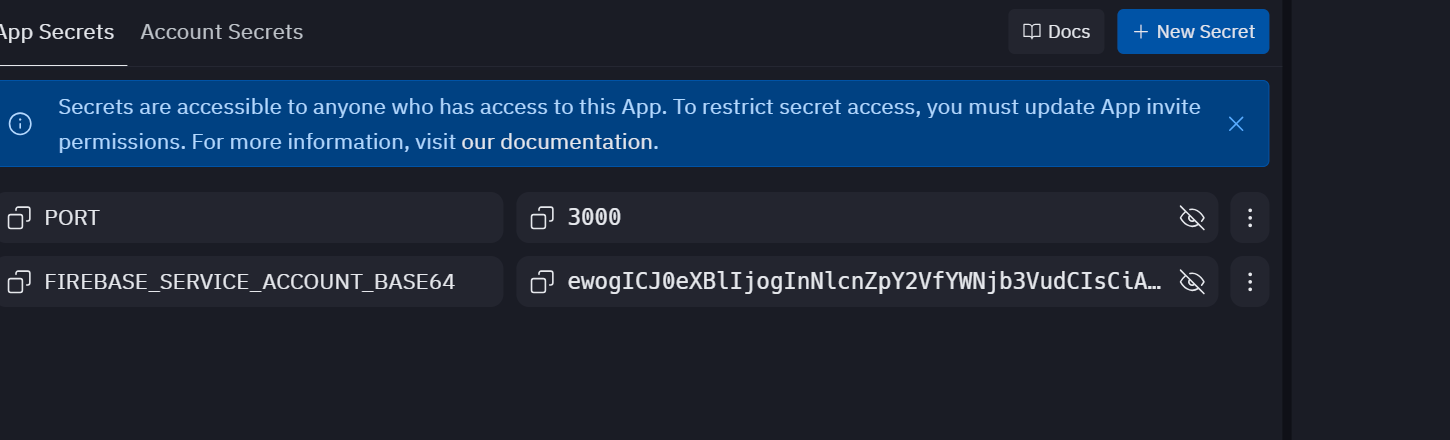 App Secrets Account Secrets Docs + New Secret
Secrets are accessible to anyone who has access to this App. To restrict secret access, you must update App invite
permissions. For more information, visit our documentation.
PORT 3000
FIREBASE_SERVICE_ACCOUNT_BASE64 ewogICJ0eXBlIjogInNlcnZpY2VfYWNjb3VudCIsCiA…